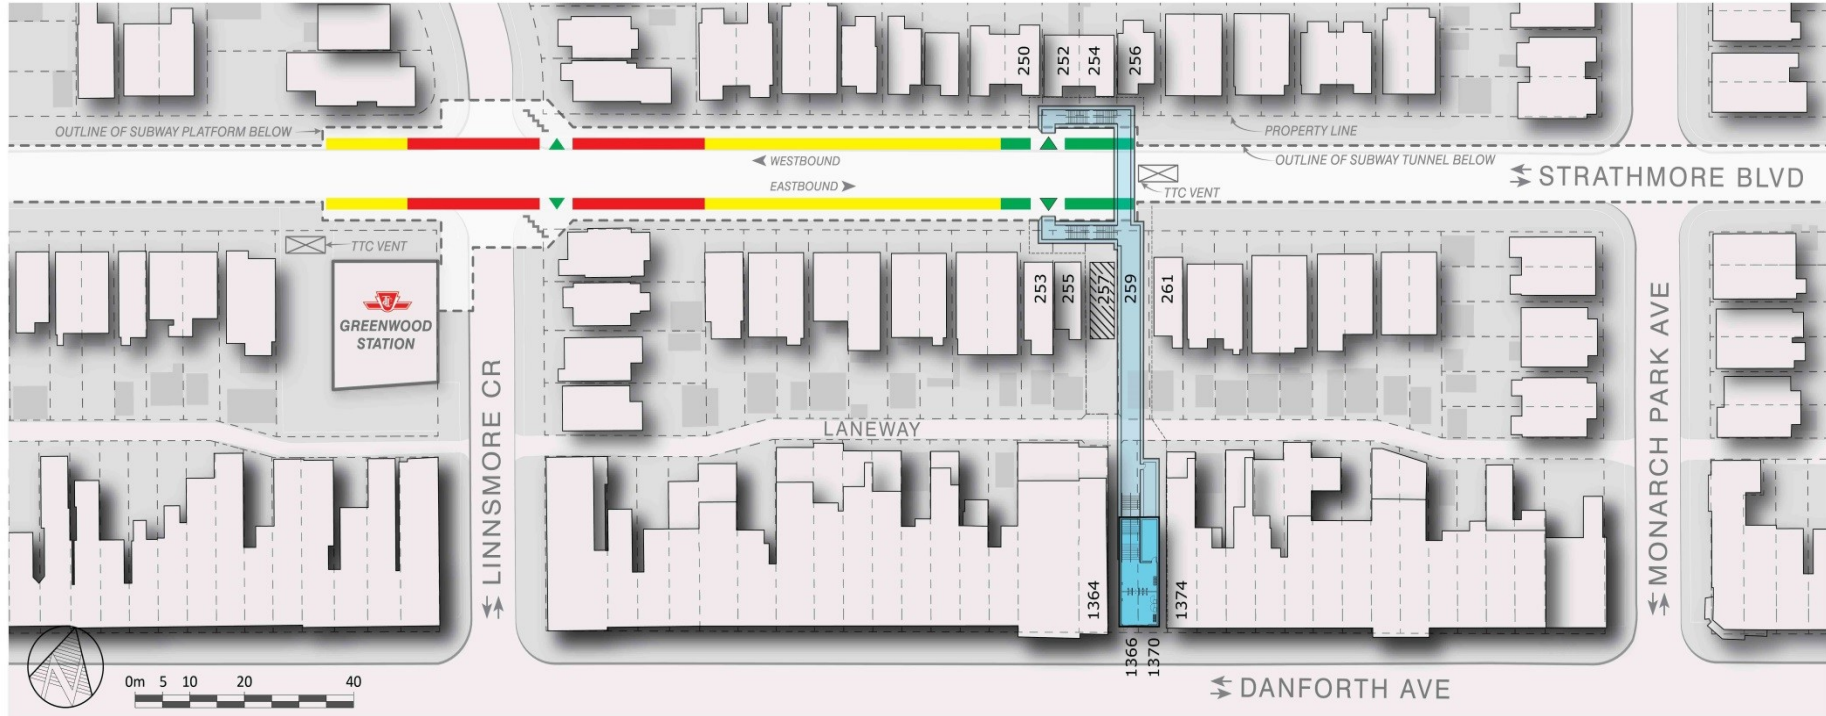 250
252
254
256
OUTLINE OF SUBWAY PLATFORM BELOW
PROPERTY LINE
WESTBOUND
OUTLINE OF SUBWAY TUNNEL BELOW
EASTBOUND
TTC VENT
STRATHMORE BLVD
TTC VENT
GREENWOOD
STATION
253
255
257
259
261
LINNSMORE CR
MONARCH PARK AVE
LANEWAY
1364
1366
1370
1374
0m 5 10 20 40
DANFORTH AVE
N